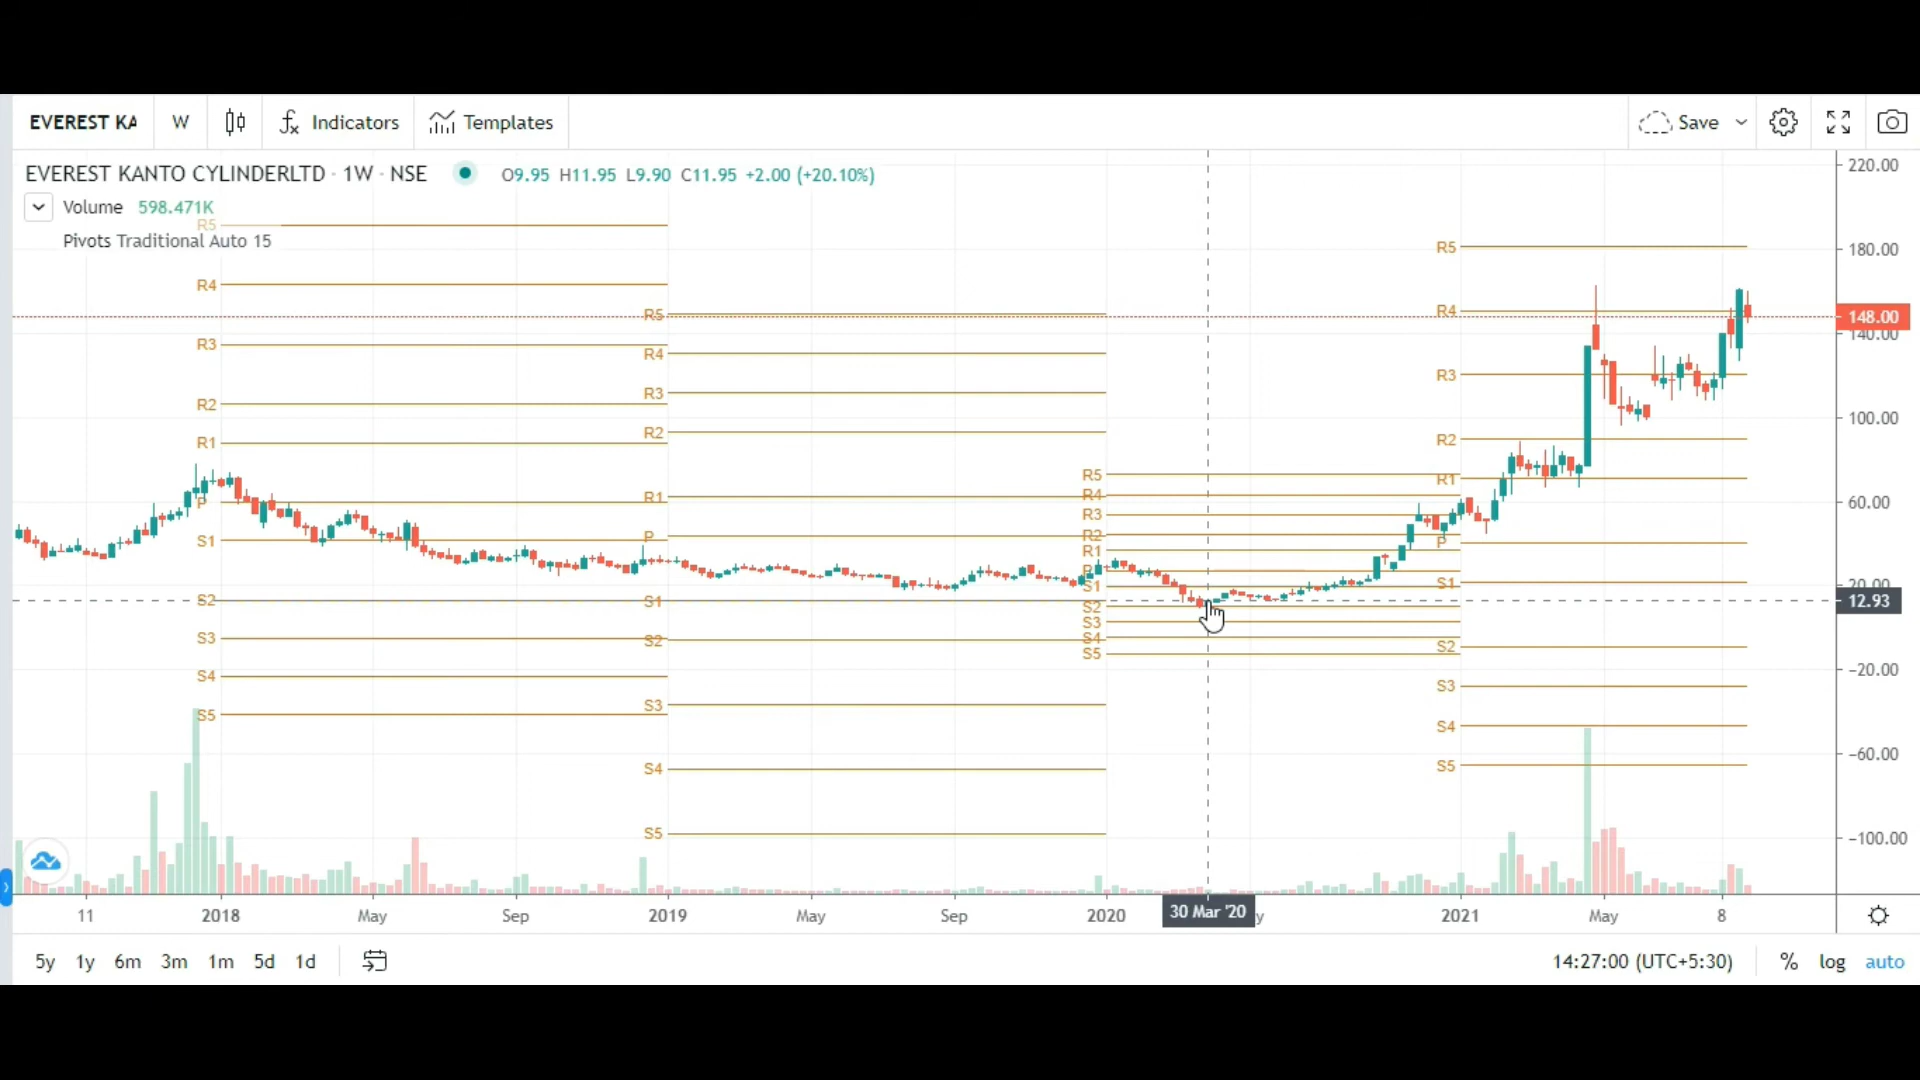 EVEREST KA W Indicators Templates Save
EVEREST KANTO CYLINDERLTD · 1W · NSE O9.95 H11.95 L9.90 C11.95 +2.00 (+20.10%)
Volume 598.471K
Pivots Traditional Auto 15
R5
R4
R3
R2
R1
P
S1
S2
S3
S4
S5
R5
R4
R3
R2
R1
P
S1
S2
S3
S4
S5
R5
R4
R3
R2
R1
P
S1
S2
S3
S4
S5
R5
R4
R3
R2
R1
P
S1
S2
S3
S4
S5
220.00
180.00
148.00
140.00
100.00
60.00
20.00
12.93
−20.00
−60.00
−100.00
11 2018 May Sep 2019 May Sep 2020 30 Mar '20 y 2021 May 8
5y 1y 6m 3m 1m 5d 1d 14:27:00 (UTC+5:30) % log auto